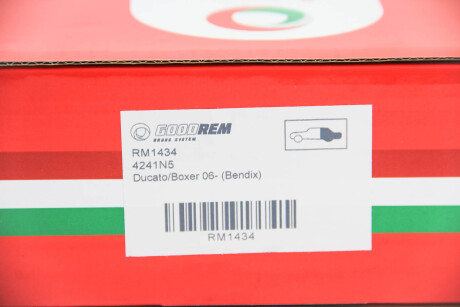 GOODREM
BRAKE SYSTEM
RM1434
4241N5
Ducato/Boxer 06- (Bendix)
RM1434